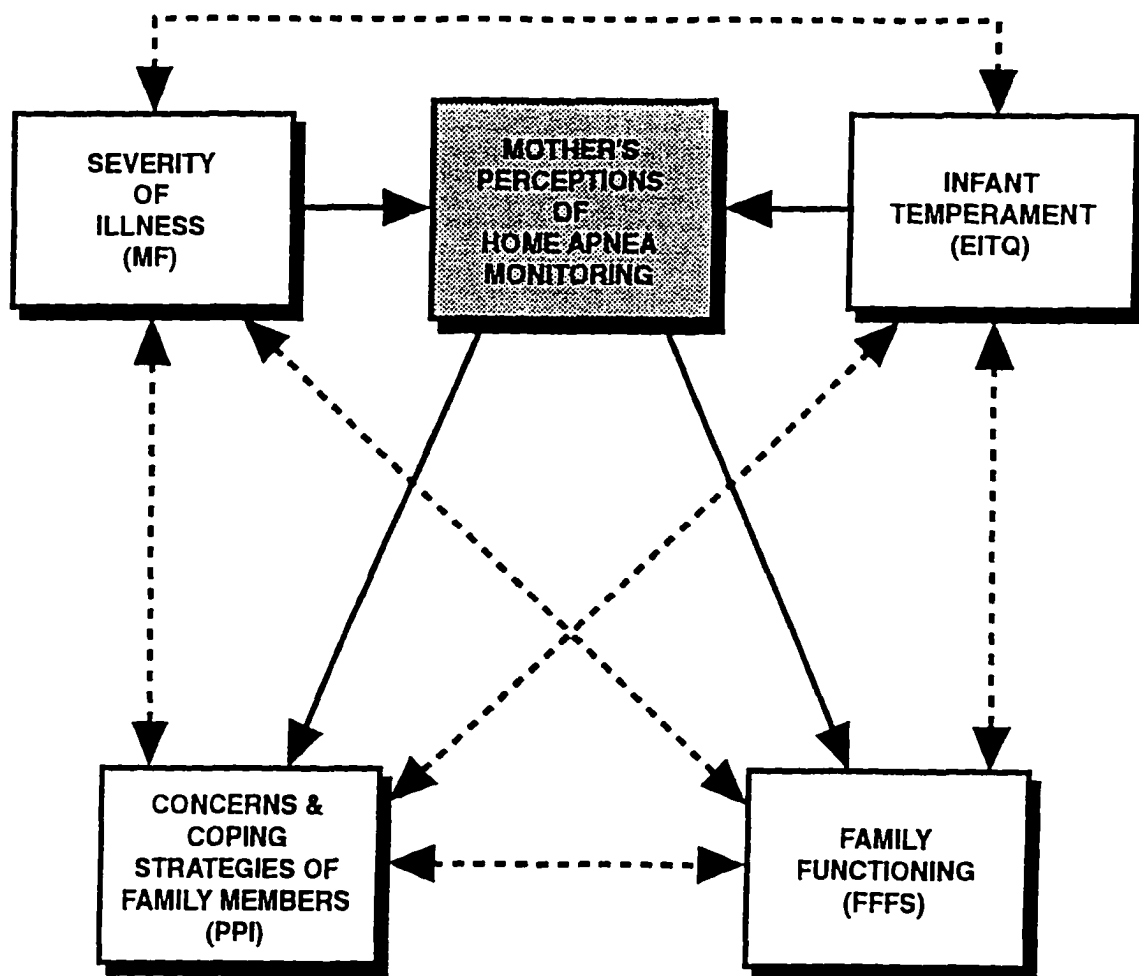 SEVERITY
OF
ILLNESS
(MF)
MOTHER'S
PERCEPTIONS
OF
HOME APNEA
MONITORING
INFANT
TEMPERAMENT
(EITQ)
CONCERNS &
COPING
STRATEGIES OF
FAMILY MEMBERS
(PPI)
FAMILY
FUNCTIONING
(FFFS)